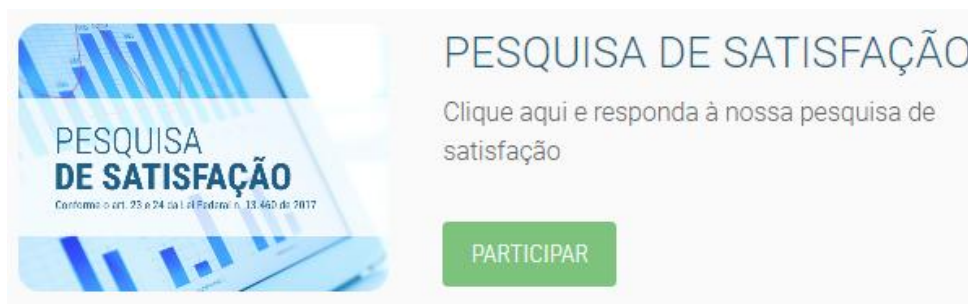 PESQUISA
DE SATISFAÇÃO
Conforme o art. 23 e 24 da Lei Federal n. 13.460 de 2017
PESQUISA DE SATISFAÇÃO
Clique aqui e responda à nossa pesquisa de
satisfação
PARTICIPAR